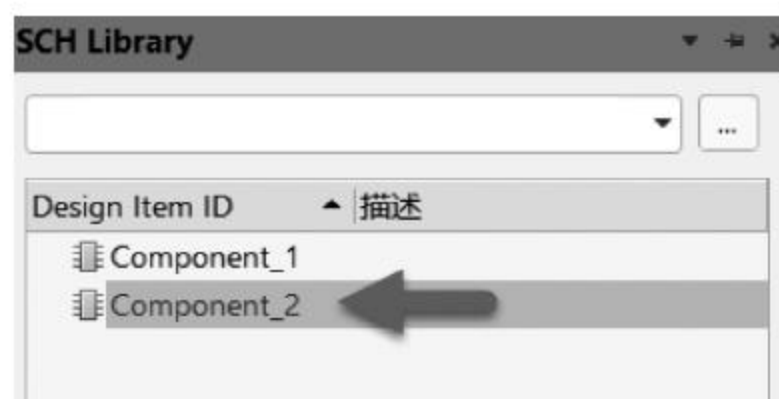 SCH Library
...
Design Item ID 描述
Component_1
Component_2